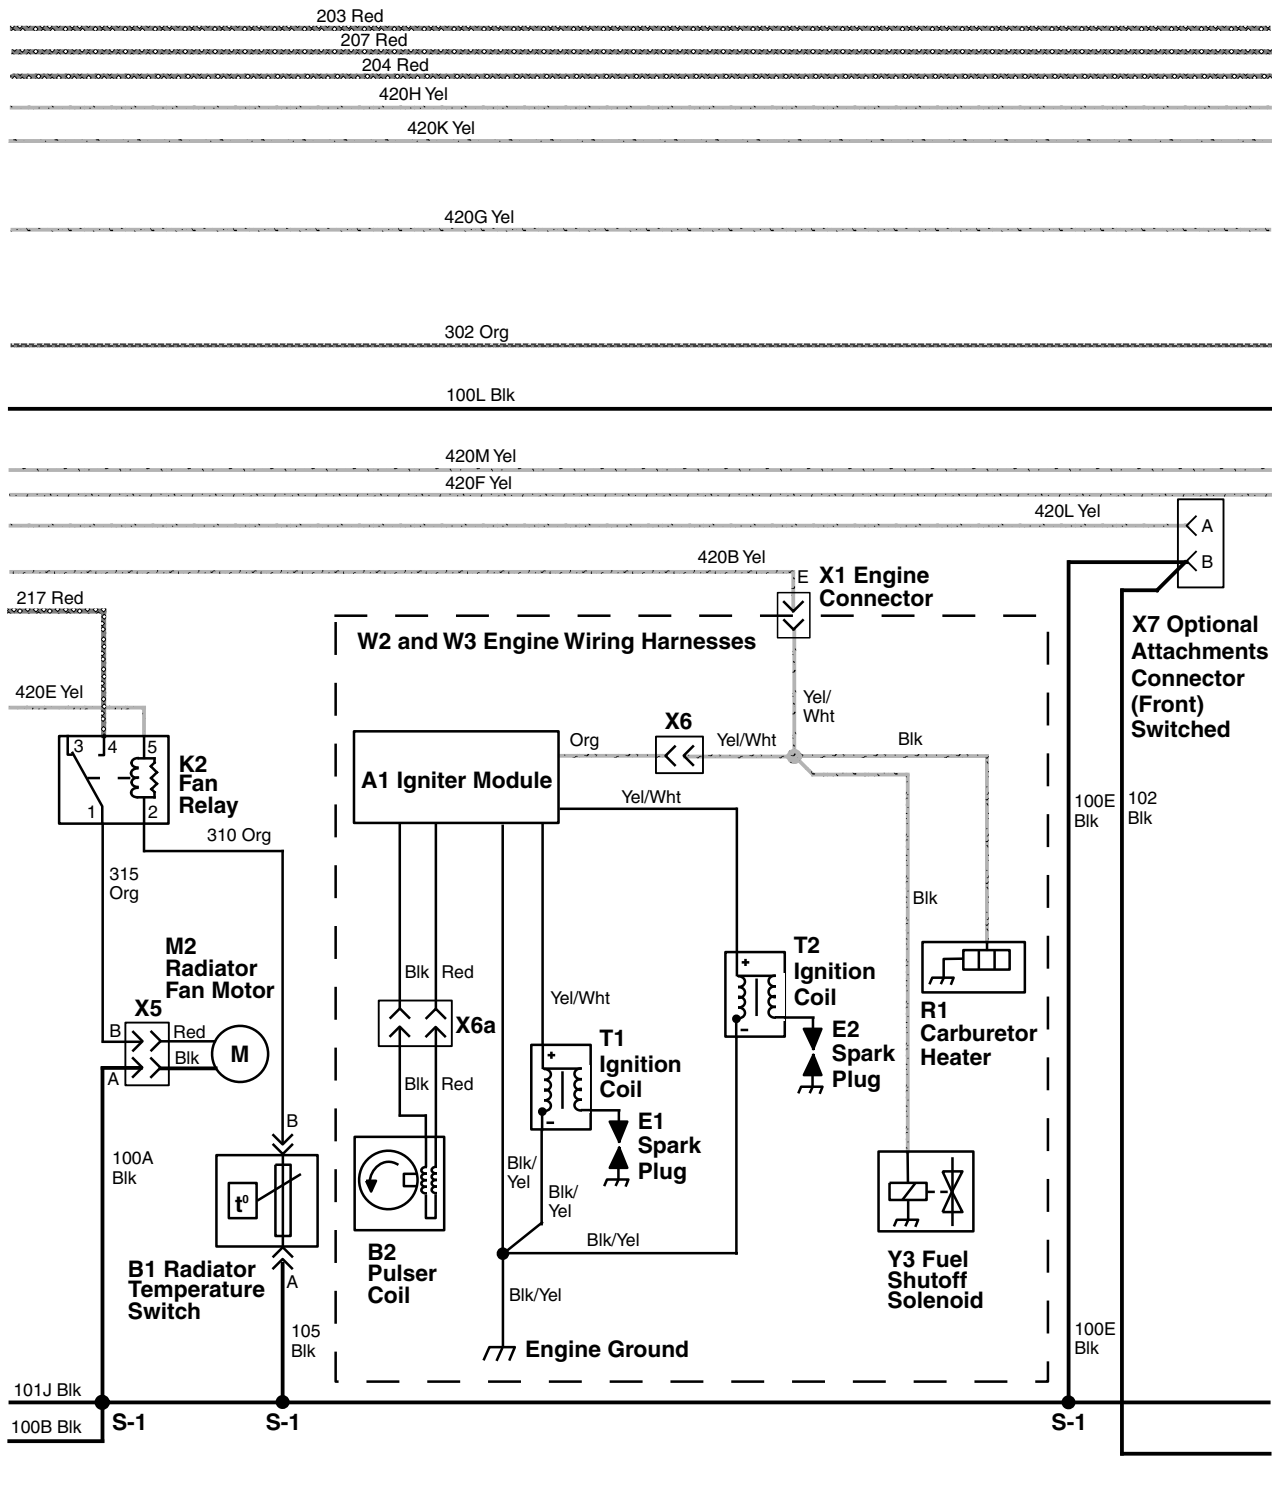 203 Red
207 Red
204 Red
420H Yel
420K Yel
420G Yel
302 Org
100L Blk
420M Yel
420F Yel
420L Yel
A
B
420B Yel
E
X1 Engine
Connector
217 Red
W2 and W3 Engine Wiring Harnesses
X7 Optional
Attachments
Connector
(Front)
Switched
420E Yel
Yel/
Wht
3
4
5
1
2
K2
Fan
Relay
A1 Igniter Module
Org
X6
Yel/Wht
Blk
Yel/Wht
100E
Blk
102
Blk
310 Org
315
Org
Blk
M2
Radiator
Fan Motor
X5
B
A
Red
Blk
M
Blk
Red
X6a
Blk
Red
Yel/Wht
T1
Ignition
Coil
+
-
E1
Spark
Plug
T2
Ignition
Coil
+
-
E2
Spark
Plug
R1
Carburetor
Heater
B
100A
Blk
t⁰
Blk/
Yel
Blk/
Yel
Blk/Yel
B1 Radiator
Temperature
Switch
A
B2
Pulser
Coil
Y3 Fuel
Shutoff
Solenoid
Blk/Yel
105
Blk
Engine Ground
100E
Blk
101J Blk
100B Blk
S-1
S-1
S-1